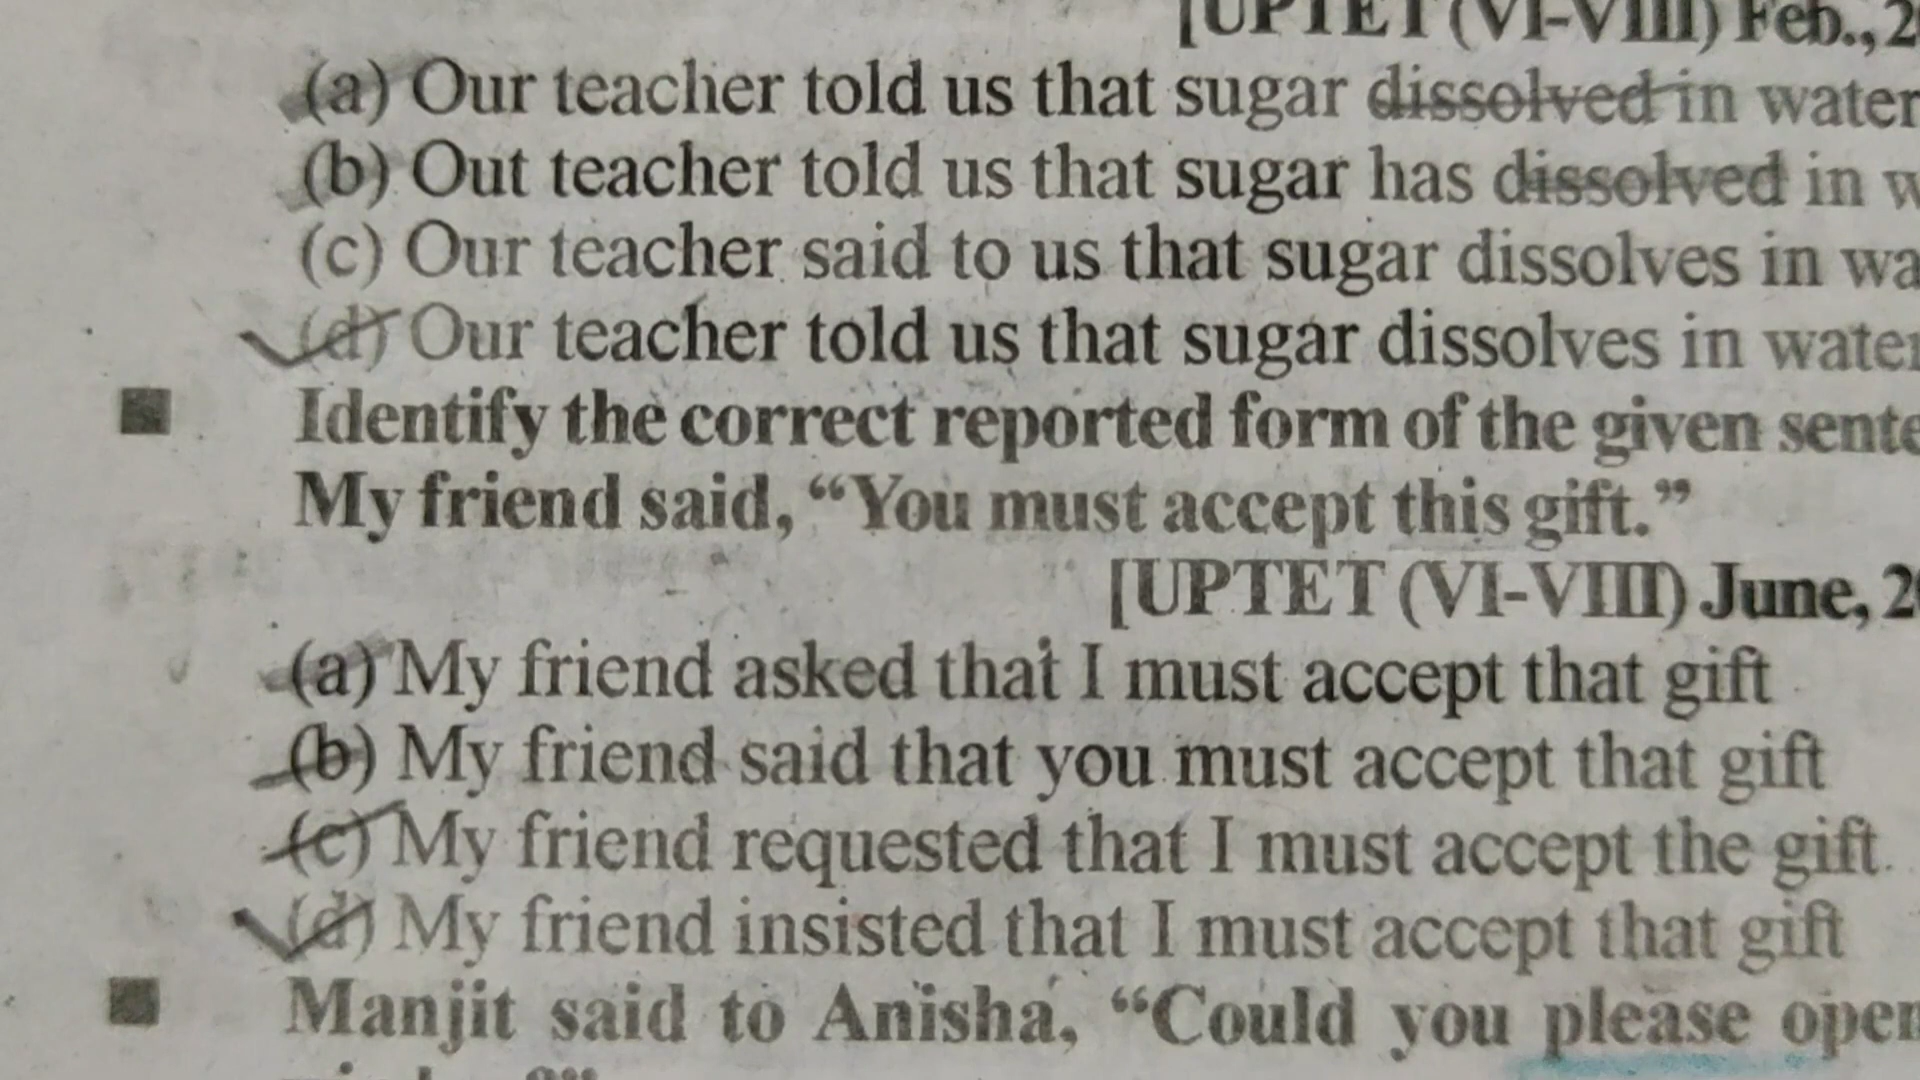 [UPTET (VI-VIII) Feb., 2
(a) Our teacher told us that sugar dissolved in water
(b) Out teacher told us that sugar has dissolved in w
(c) Our teacher said to us that sugar dissolves in wa
(d) Our teacher told us that sugar dissolves in water
Identify the correct reported form of the given sente
My friend said, “You must accept this gift.”
[UPTET (VI-VIII) June, 2
(a) My friend asked that I must accept that gift
(b) My friend said that you must accept that gift
(c) My friend requested that I must accept the gift.
(d) My friend insisted that I must accept that gift
Manjit said to Anisha, “Could you please open